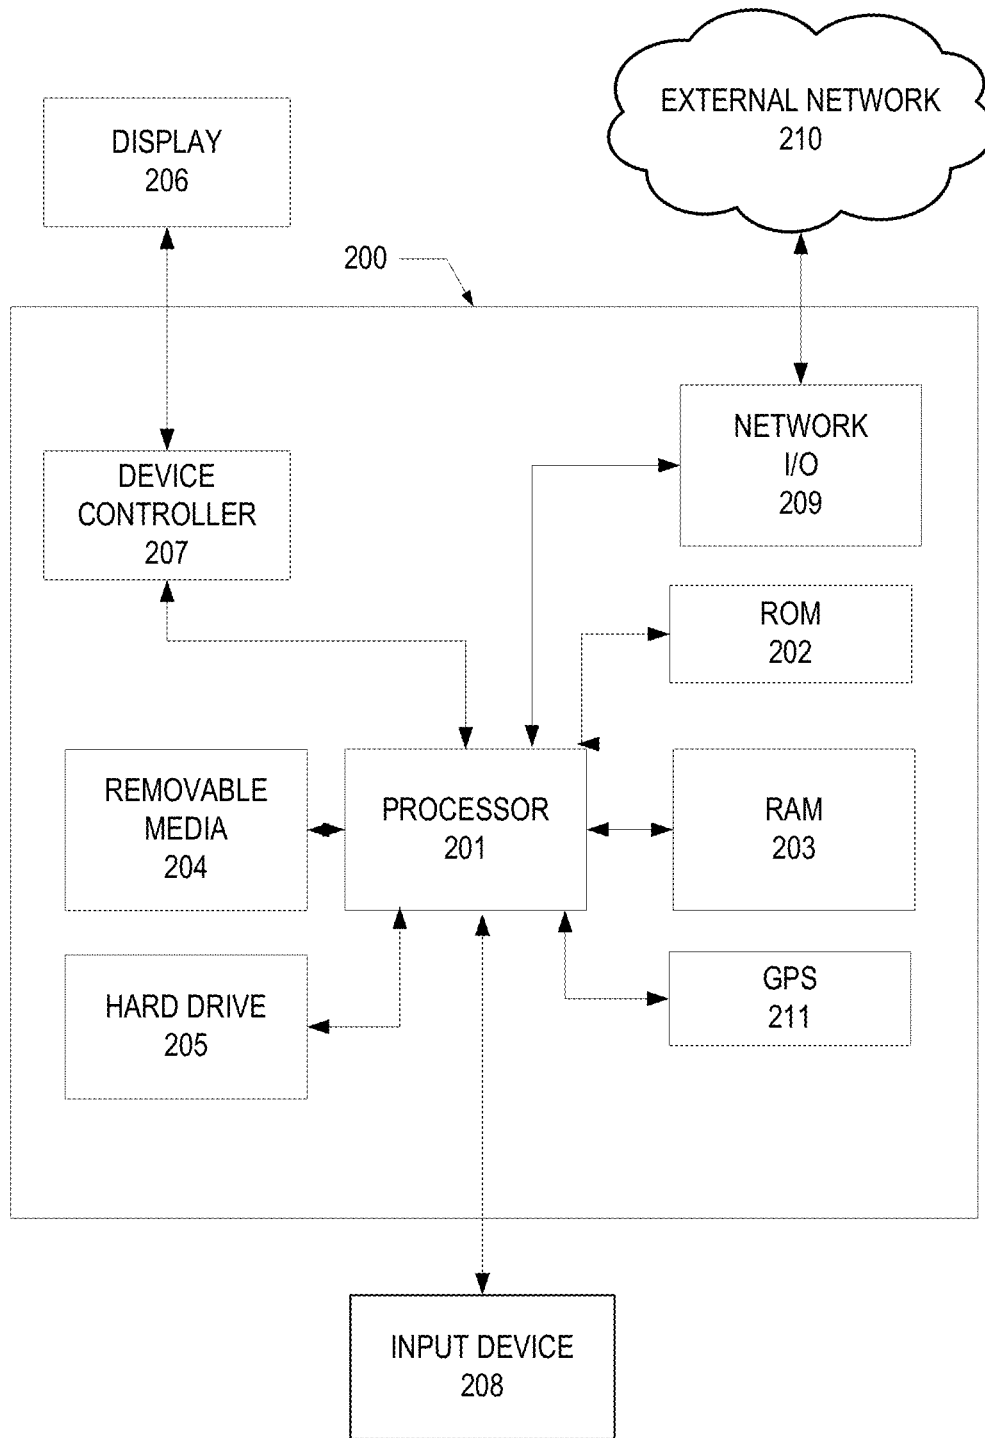 EXTERNAL NETWORK
210
DISPLAY
206
200
NETWORK
I/O
209
DEVICE
CONTROLLER
207
ROM
202
REMOVABLE
MEDIA
204
PROCESSOR
201
RAM
203
HARD DRIVE
205
GPS
211
INPUT DEVICE
208